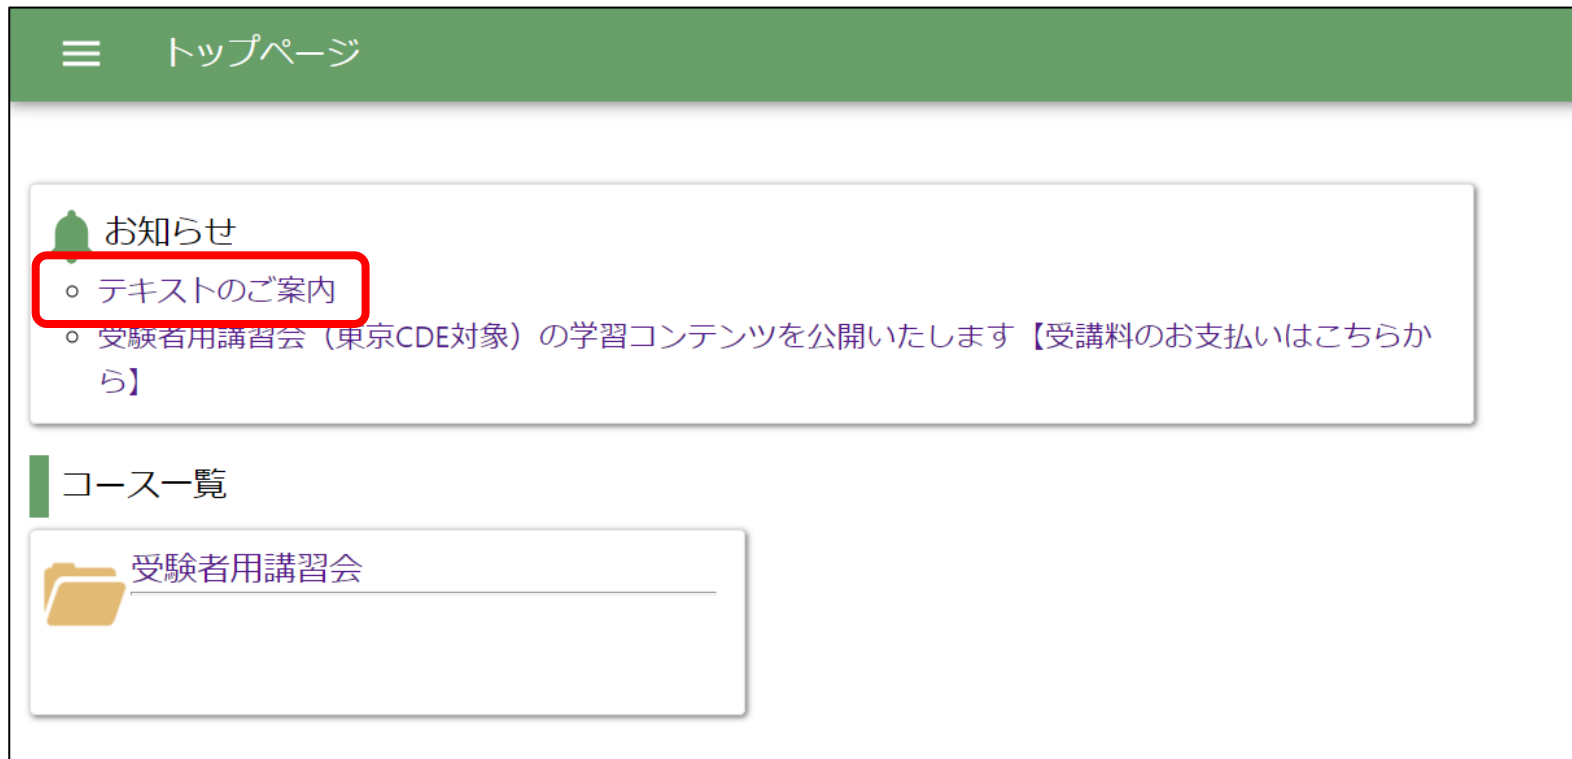 トップページ
お知らせ
テキストのご案内
受験者用講習会（東京CDE対象）の学習コンテンツを公開いたします【受講料のお支払いはこちらか
ら】
コース一覧
受験者用講習会